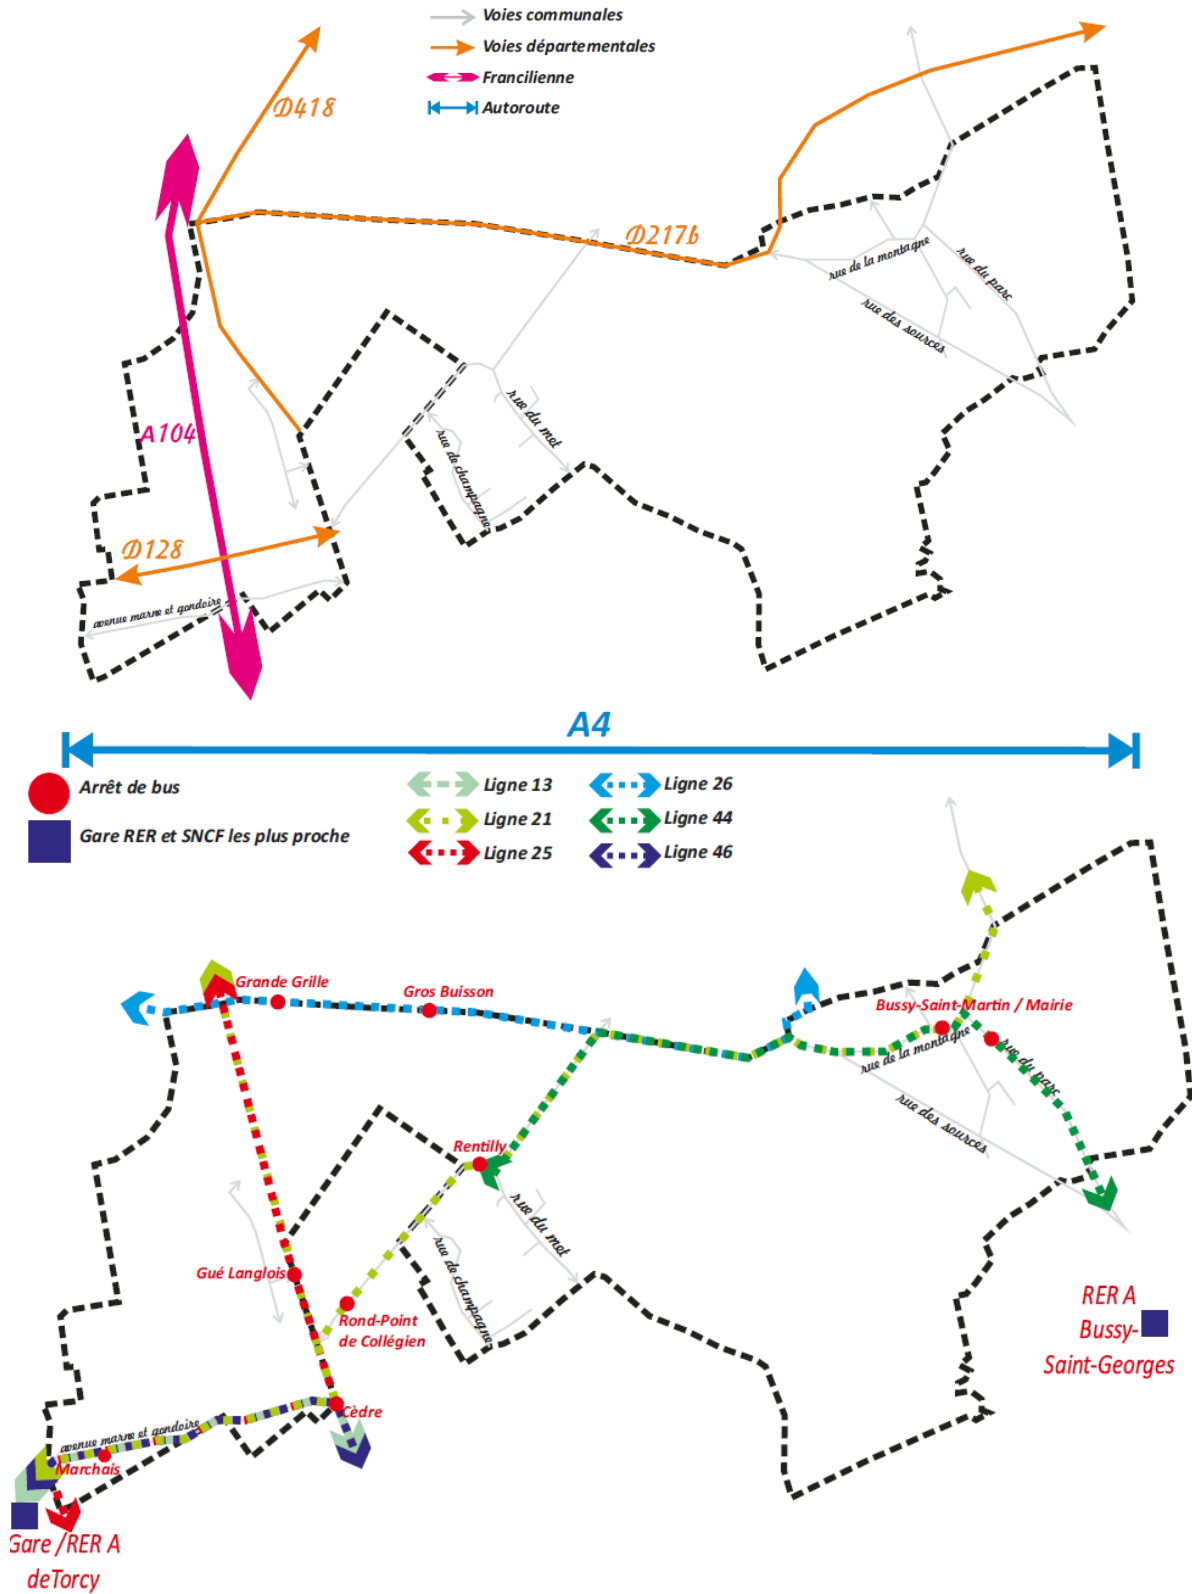 Voies communales
Voies départementales
Francilienne
Autoroute
D418
D217b
rue de la montagne
rue du parc
rue des sources
A104
rue du mot
rue de champagne
D128
avenue marne et gondoire
A4
Arrêt de bus
Gare RER et SNCF les plus proche
Ligne 13
Ligne 26
Ligne 21
Ligne 44
Ligne 25
Ligne 46
Grande Grille
Gros Buisson
Bussy-Saint-Martin / Mairie
rue de la montagne
rue du parc
rue des sources
Rentilly
rue du mot
rue de champagne
Gué Langlois
Rond-Point
de Collégien
RER A
Bussy-
Saint-Georges
Cèdre
avenue marne et gondoire
Marchais
Gare /RER A
deTorcy